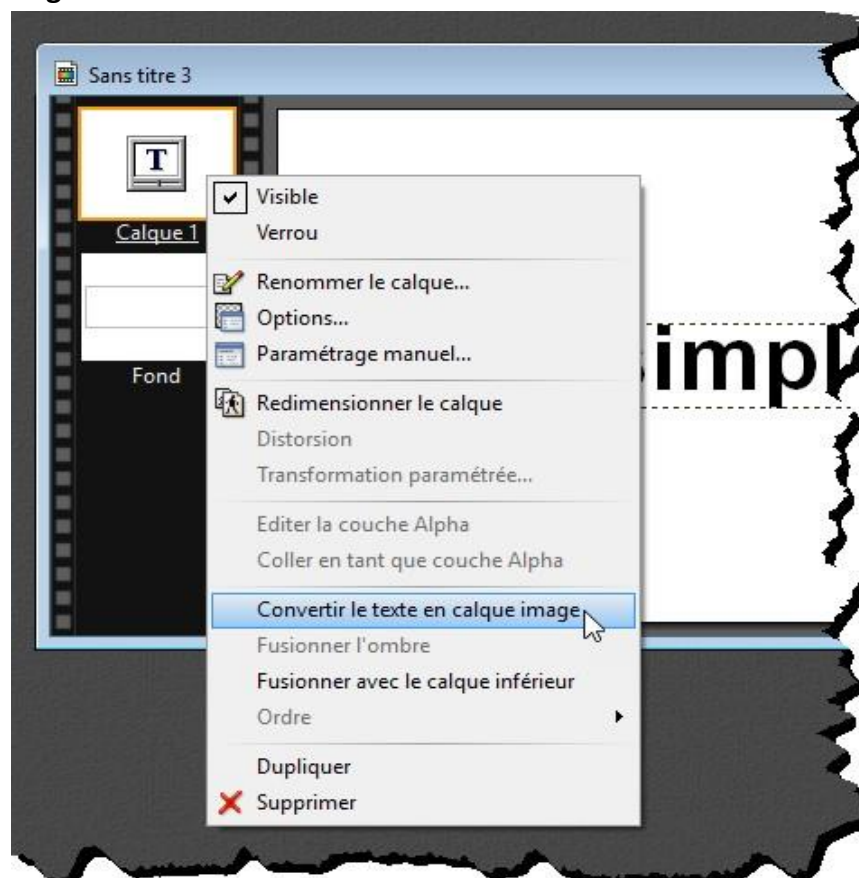 Sans titre 3
T
Calque 1
Fond
Visible
Verrou
Renommer le calque...
Options...
Paramétrage manuel...
Redimensionner le calque
Distorsion
Transformation paramétrée...
Editer la couche Alpha
Coller en tant que couche Alpha
Convertir le texte en calque image
Fusionner l'ombre
Fusionner avec le calque inférieur
Ordre
Dupliquer
Supprimer
simpl